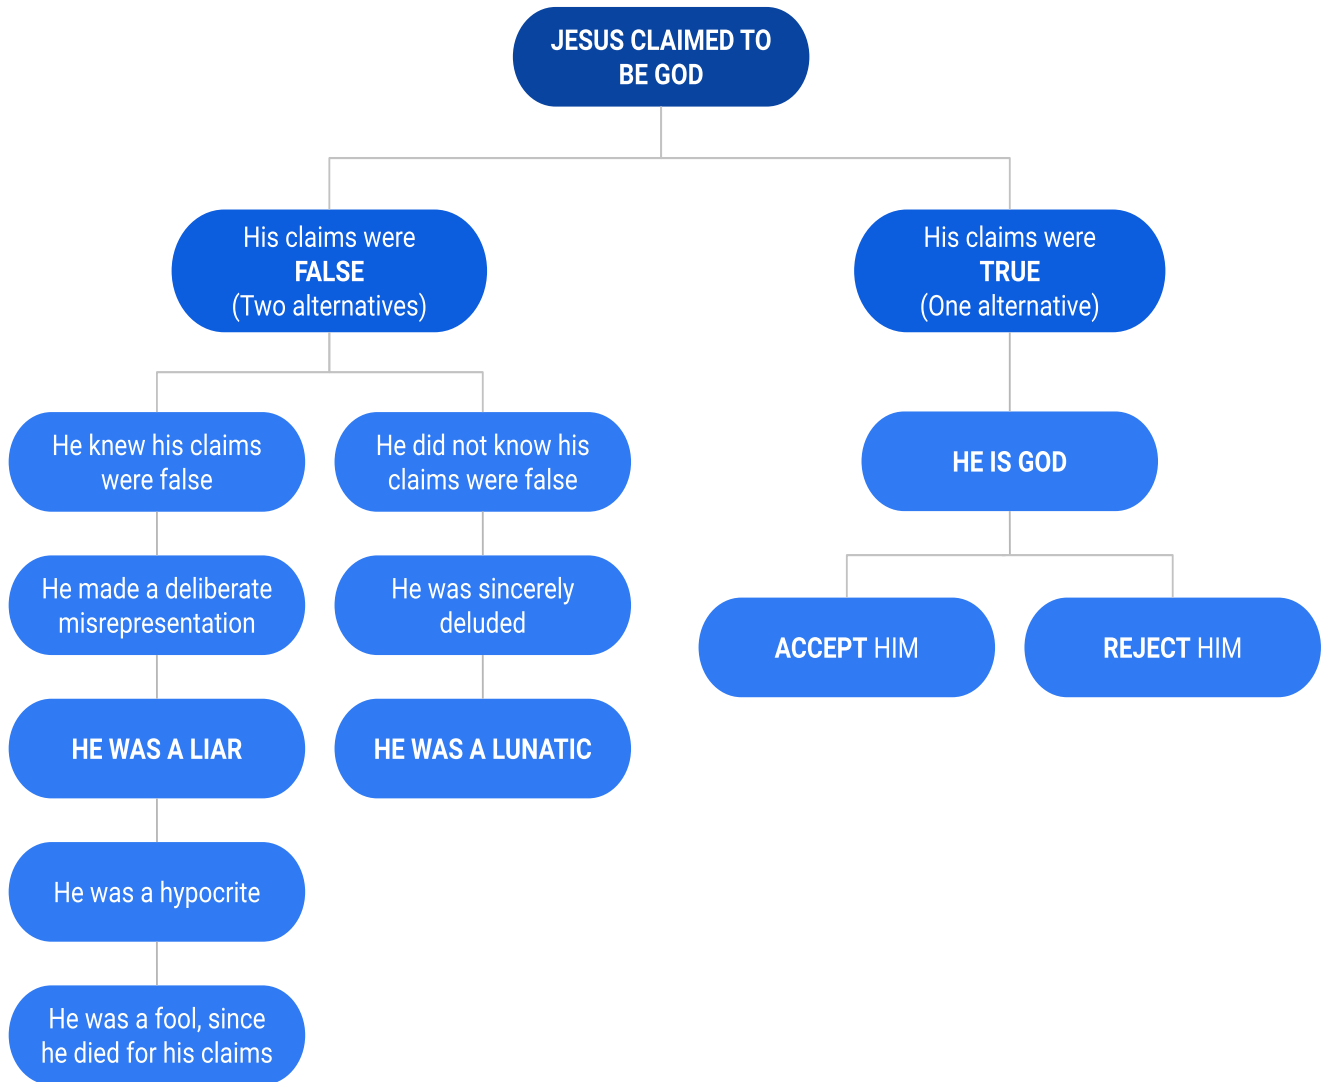 JESUS CLAIMED TO
BE GOD
His claims were
FALSE
(Two alternatives)
His claims were
TRUE
(One alternative)
He knew his claims
were false
He did not know his
claims were false
HE IS GOD
He made a deliberate
misrepresentation
He was sincerely
deluded
ACCEPT HIM
REJECT HIM
HE WAS A LIAR
HE WAS A LUNATIC
He was a hypocrite
He was a fool, since
he died for his claims